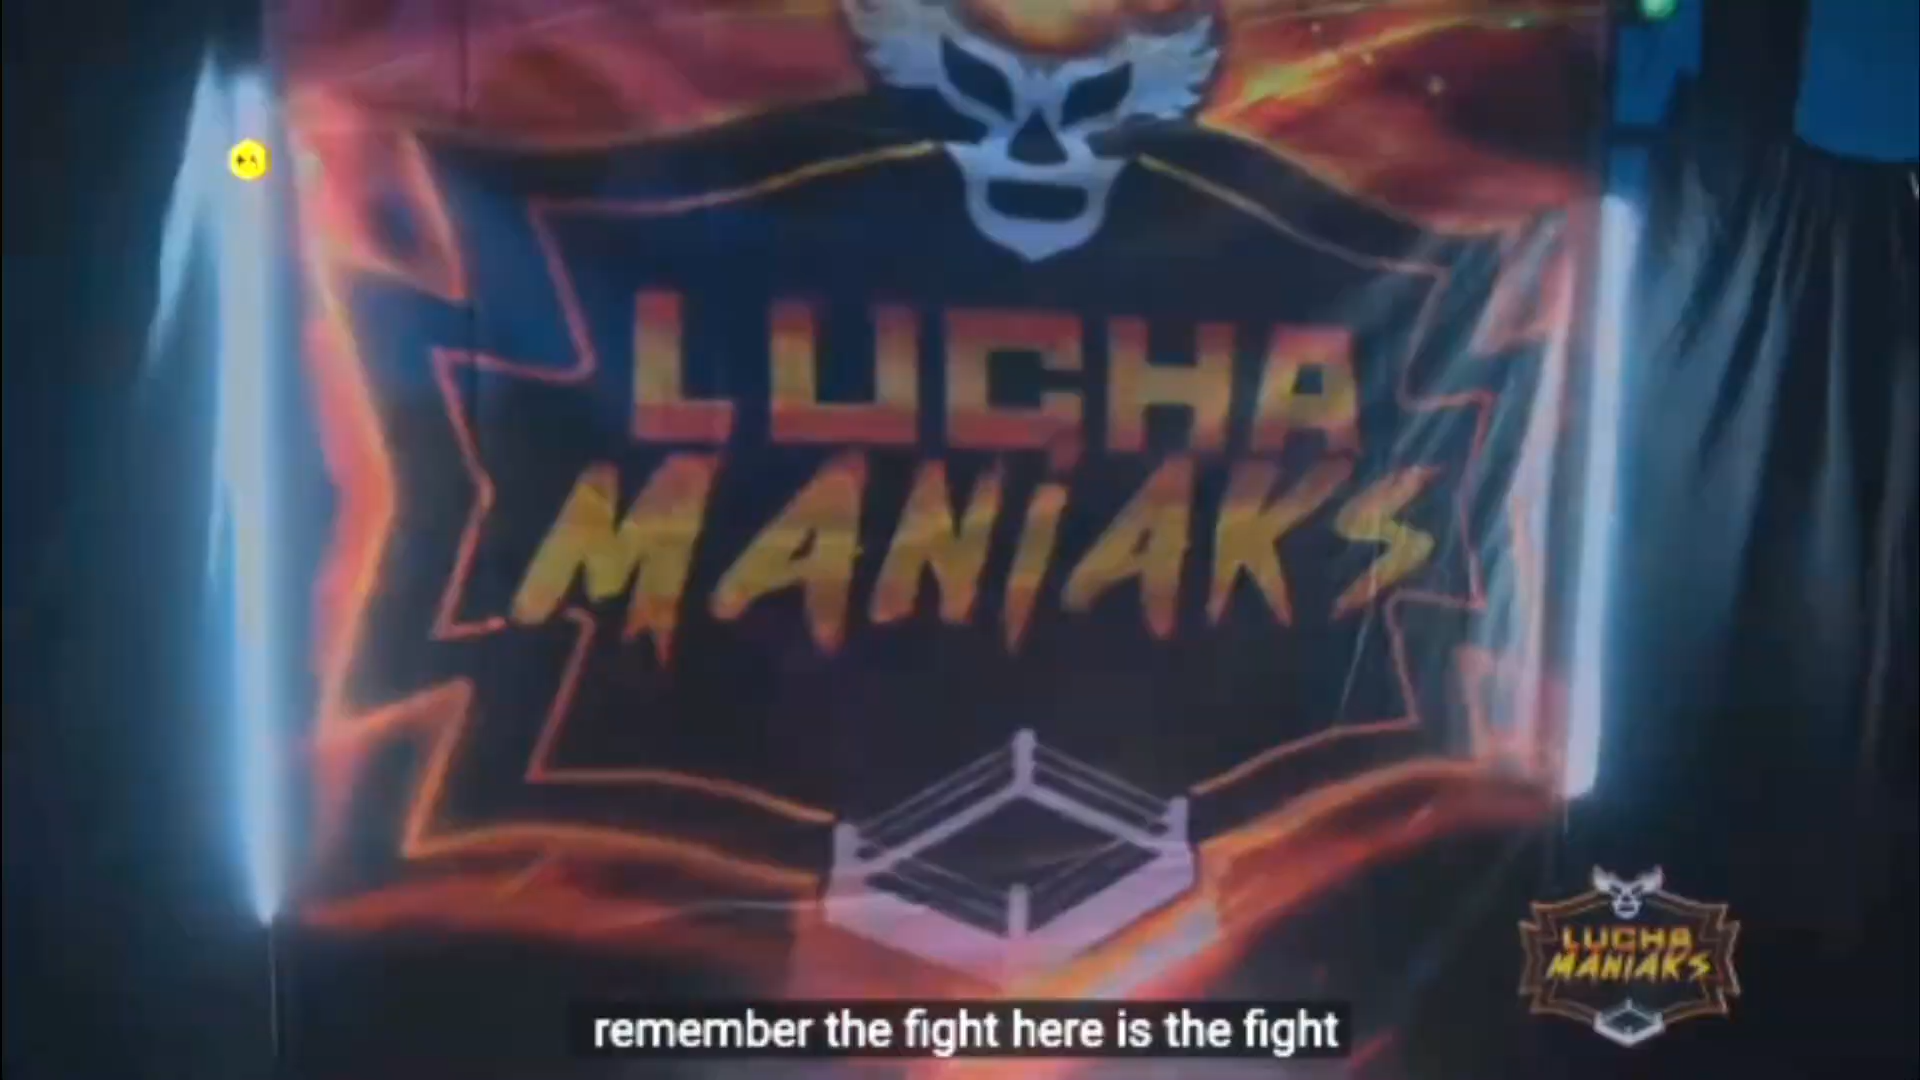 LUCHA
MANiAKS
LUCHA
MANIAKS
remember the fight here is the fight